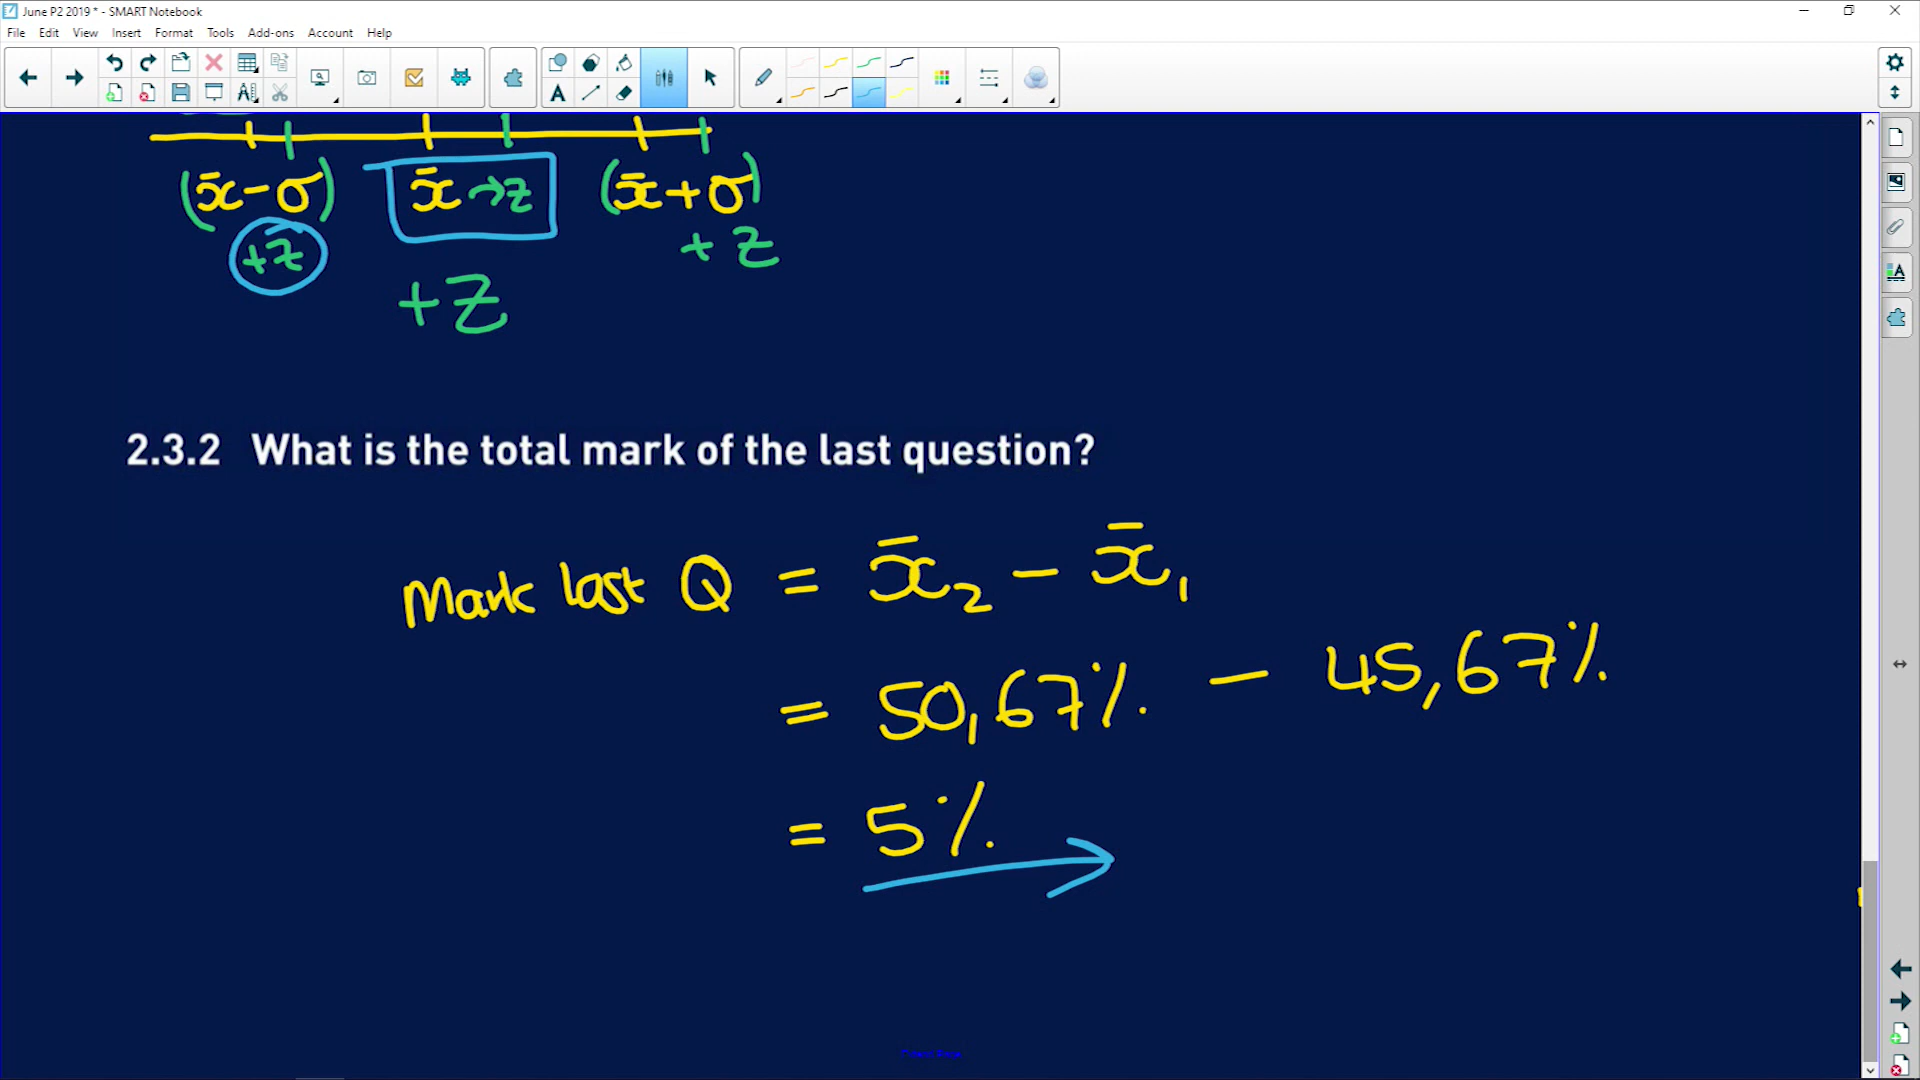 June P2 2019 * - SMART Notebook
File Edit View Insert Format Tools Add-ons Account Help
(x̄-σ) x̄→z (x̄+σ)
+z +z
+z
2.3.2 What is the total mark of the last question?
Mark last Q = x̄₂ - x̄₁
= 50,67% - 45,67%
= 5%